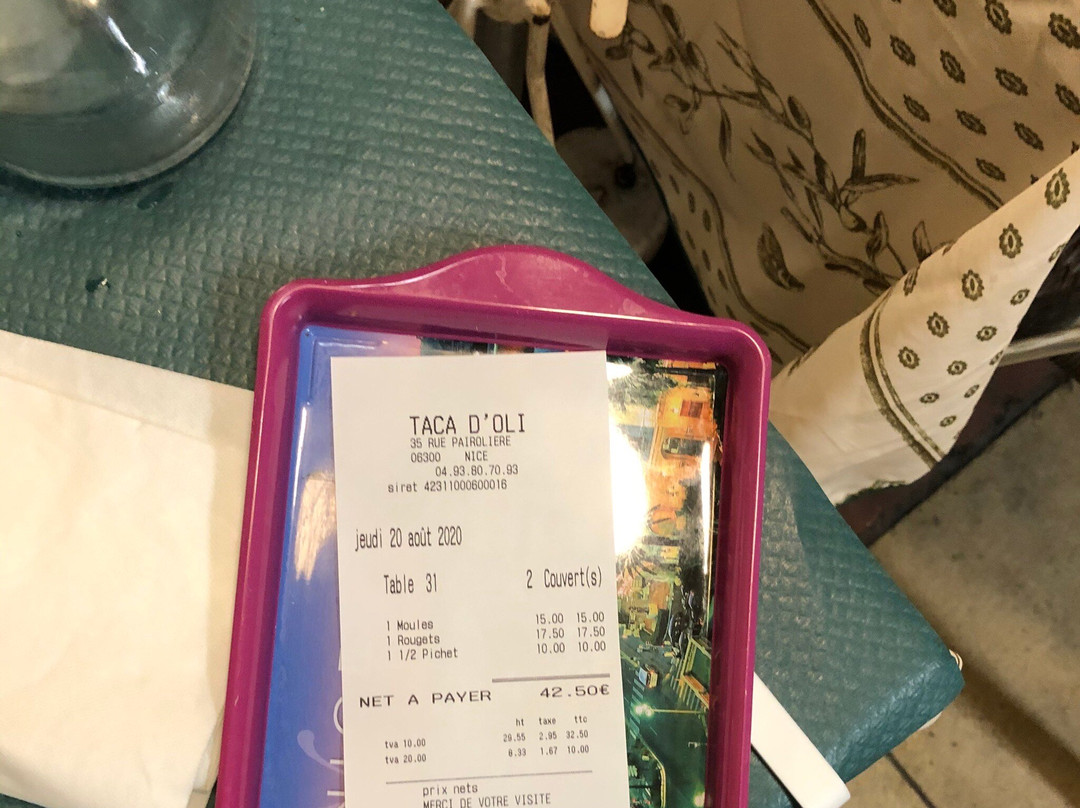 TACA D'OLI
35 RUE PAIROLIERE
06300 NICE
04.93.80.70.93
siret 42311000600016
jeudi 20 août 2020
Table 31 2 Couvert(s)
1 Moules 15.00 15.00
1 Rougets 17.50 17.50
1 1/2 Pichet 10.00 10.00
NET A PAYER 42.50€
ht taxe ttc
tva 10.00 29.55 2.95 32.50
tva 20.00 8.33 1.67 10.00
prix nets
MERCI DE VOTRE VISITE